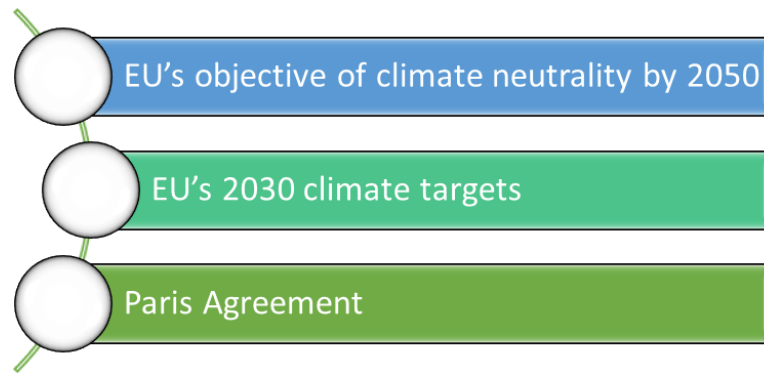 EU’s objective of climate neutrality by 2050
EU’s 2030 climate targets
Paris Agreement